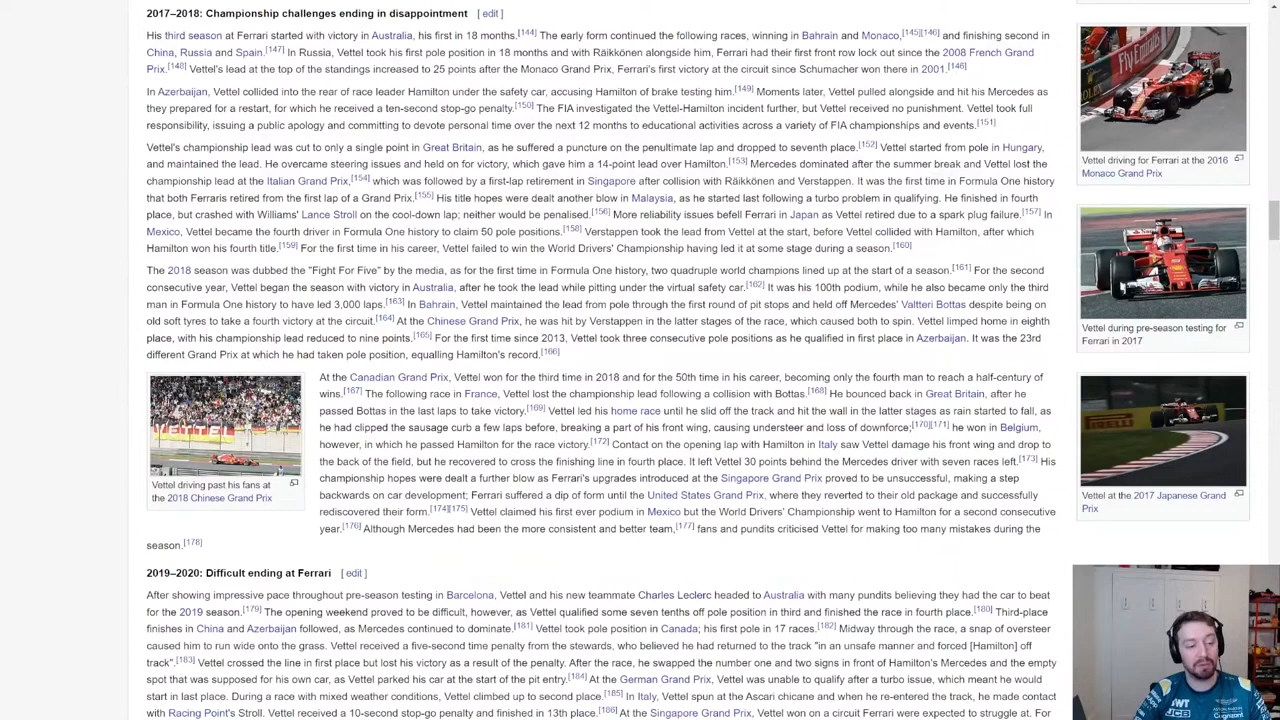 2017–2018: Championship challenges ending in disappointment [ edit ]
His third season at Ferrari started with victory in Australia, his first in 18 months.[144] The early form continued the following races, winning in Bahrain and Monaco,[145][146] and finishing second in
China, Russia and Spain.[147] In Russia, Vettel took his first pole position in 18 months and with Räikkönen alongside him, Ferrari had their first front row lock out since the 2008 French Grand
Prix.[148] Vettel's lead at the top of the standings increased to 25 points after the Monaco Grand Prix, Ferrari's first victory at the circuit since Schumacher won there in 2001.[146]
In Azerbaijan, Vettel collided into the rear of race leader Hamilton under the safety car, accusing Hamilton of brake testing him.[149] Moments later, Vettel pulled alongside and hit his Mercedes as
they prepared for a restart, for which he received a ten-second stop-go penalty.[150] The FIA investigated the Vettel-Hamilton incident further, but Vettel received no punishment. Vettel took full
responsibility, issuing a public apology and committing to devote personal time over the next 12 months to educational activities across a variety of FIA championships and events.[151]
Vettel's championship lead was cut to only a single point in Great Britain, as he suffered a puncture on the penultimate lap and dropped to seventh place.[152] Vettel started from pole in Hungary,
and maintained the lead. He overcame steering issues and held on for victory, which gave him a 14-point lead over Hamilton.[153] Mercedes dominated after the summer break and Vettel lost the
championship lead at the Italian Grand Prix,[154] which was followed by a first-lap retirement in Singapore after collision with Räikkönen and Verstappen. It was the first time in Formula One history
that both Ferraris retired from the first lap of a Grand Prix.[155] His title hopes were dealt another blow in Malaysia, as he started last following a turbo problem in qualifying. He finished in fourth
place, but crashed with Williams' Lance Stroll on the cool-down lap; neither would be penalised.[156] More reliability issues befell Ferrari in Japan as Vettel retired due to a spark plug failure.[157] In
Mexico, Vettel became the fourth driver in Formula One history to claim 50 pole positions.[158] Verstappen took the lead from Vettel at the start, before Vettel collided with Hamilton, after which
Hamilton won his fourth title.[159] For the first time in his career, Vettel failed to win the World Drivers' Championship having led it at some stage during a season.[160]
The 2018 season was dubbed the "Fight For Five" by the media, as for the first time in Formula One history, two quadruple world champions lined up at the start of a season.[161] For the second
consecutive year, Vettel began the season with victory in Australia, after he took the lead while pitting under the virtual safety car.[162] It was his 100th podium, while he also became only the third
man in Formula One history to have led 3,000 laps.[163] In Bahrain, Vettel maintained the lead from pole through the first round of pit stops and held off Mercedes' Valtteri Bottas despite being on
old soft tyres to take a fourth victory at the circuit.[164] At the Chinese Grand Prix, he was hit by Verstappen in the latter stages of the race, which caused both to spin. Vettel limped home in eighth
place, with his championship lead reduced to nine points.[165] For the first time since 2013, Vettel took three consecutive pole positions as he qualified in first place in Azerbaijan. It was the 23rd
different Grand Prix at which he had taken pole position, equalling Hamilton's record.[166]
At the Canadian Grand Prix, Vettel won for the third time in 2018 and for the 50th time in his career, becoming only the fourth man to reach a half-century of
wins.[167] The following race in France, Vettel lost the championship lead following a collision with Bottas.[168] He bounced back in Great Britain, after he
passed Bottas in the last laps to take victory.[169] Vettel led his home race until he slid off the track and hit the wall in the latter stages as rain started to fall, as
he had clipped the sausage curb a few laps before, breaking a part of his front wing, causing understeer and loss of downforce;[170][171] he won in Belgium,
however, in which he passed Hamilton for the race victory.[172] Contact on the opening lap with Hamilton in Italy saw Vettel damage his front wing and drop to
the back of the field, but he recovered to cross the finishing line in fourth place. It left Vettel 30 points behind the Mercedes driver with seven races left.[173] His
championship hopes were dealt a further blow as Ferrari's upgrades introduced at the Singapore Grand Prix proved to be unsuccessful, making a step
backwards on car development; Ferrari suffered a dip of form until the United States Grand Prix, where they reverted to their old package and successfully
rediscovered their form.[174][175] Vettel claimed his first ever podium in Mexico but the World Drivers' Championship went to Hamilton for a second consecutive
year.[176] Although Mercedes had been the more consistent and better team,[177] fans and pundits criticised Vettel for making too many mistakes during the
season.[178]
Vettel driving past his fans at
the 2018 Chinese Grand Prix
2019–2020: Difficult ending at Ferrari [ edit ]
After showing impressive pace throughout pre-season testing in Barcelona, Vettel and his new teammate Charles Leclerc headed to Australia with many pundits believing they had the car to beat
for the 2019 season.[179] The opening weekend proved to be difficult, however, as Vettel qualified some seven tenths off pole position in third and finished the race in fourth place.[180] Third-place
finishes in China and Azerbaijan followed, as Mercedes continued to dominate.[181] Vettel took pole position in Canada; his first pole in 17 races.[182] Midway through the race, a snap of oversteer
caused him to run wide onto the grass. Vettel received a five-second time penalty from the stewards, who believed he had returned to the track "in an unsafe manner and forced [Hamilton] off
track".[183] Vettel crossed the line in first place but lost his victory as a result of the penalty. After the race, he swapped the number one and two signs in front of Hamilton's Mercedes and the empty
spot that was supposed for his own car, as Vettel parked his car at the start of the pit entry.[184] At the German Grand Prix, Vettel was unable to qualify after a turbo issue, which meant he would
start in last place. During a race with mixed weather conditions, Vettel climbed up to second place.[185] In Italy, Vettel spun at the Ascari chicane and when he re-entered the track, he made contact
with Racing Point's Stroll. Vettel received a 10-second stop-go penalty and finished the race 
Vettel driving for Ferrari at the 2016
Monaco Grand Prix
Vettel during pre-season testing for
Ferrari in 2017
Vettel at the 2017 Japanese Grand
Prix
PIRELLI
JCB
Cognizant